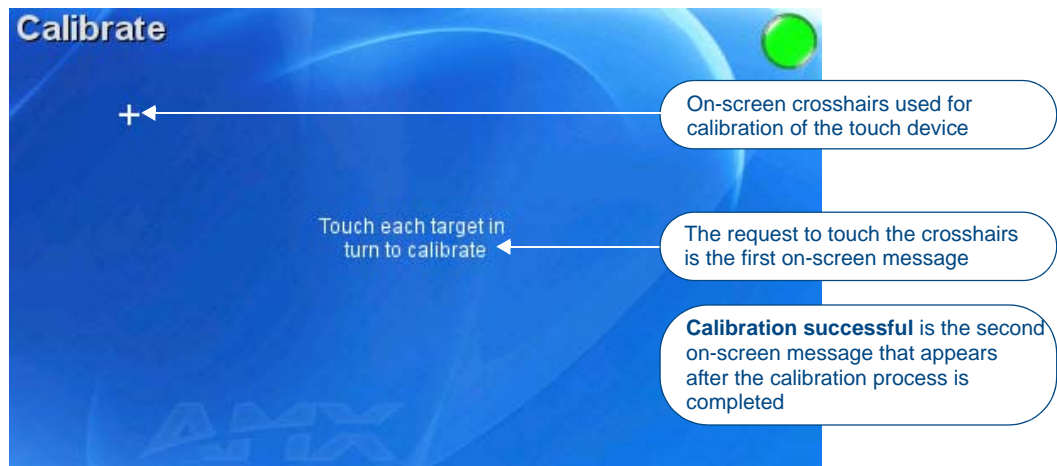 Calibrate
On-screen crosshairs used for
calibration of the touch device
Touch each target in
turn to calibrate
The request to touch the crosshairs
is the first on-screen message
Calibration successful is the second
on-screen message that appears
after the calibration process is
completed
AMX